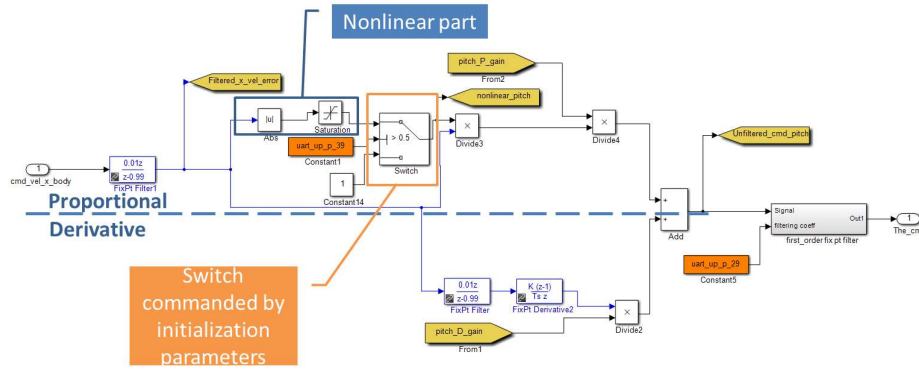 Nonlinear part
pitch_P_gain
From2
Filtered_x_vel_error
nonlinear_pitch
|u|
Abs
Saturation
> 0.5
Switch
×
Divide3
×
Divide4
Unfiltered_cmd_pitch
uart_up_p_39
Constant1
1
cmd_vel_x_body
0.01z
z-0.99
FixPt Filter1
1
Constant14
Proportional
Derivative
+
+
Add
Signal
filtering coeff
Out1
first_order fix pt filter
1
The_cm
uart_up_p_29
Constant5
Switch
commanded by
initialization
parameters
0.01z
z-0.99
FixPt Filter
K (z-1)
Ts z
FixPt Derivative2
×
Divide2
pitch_D_gain
From1